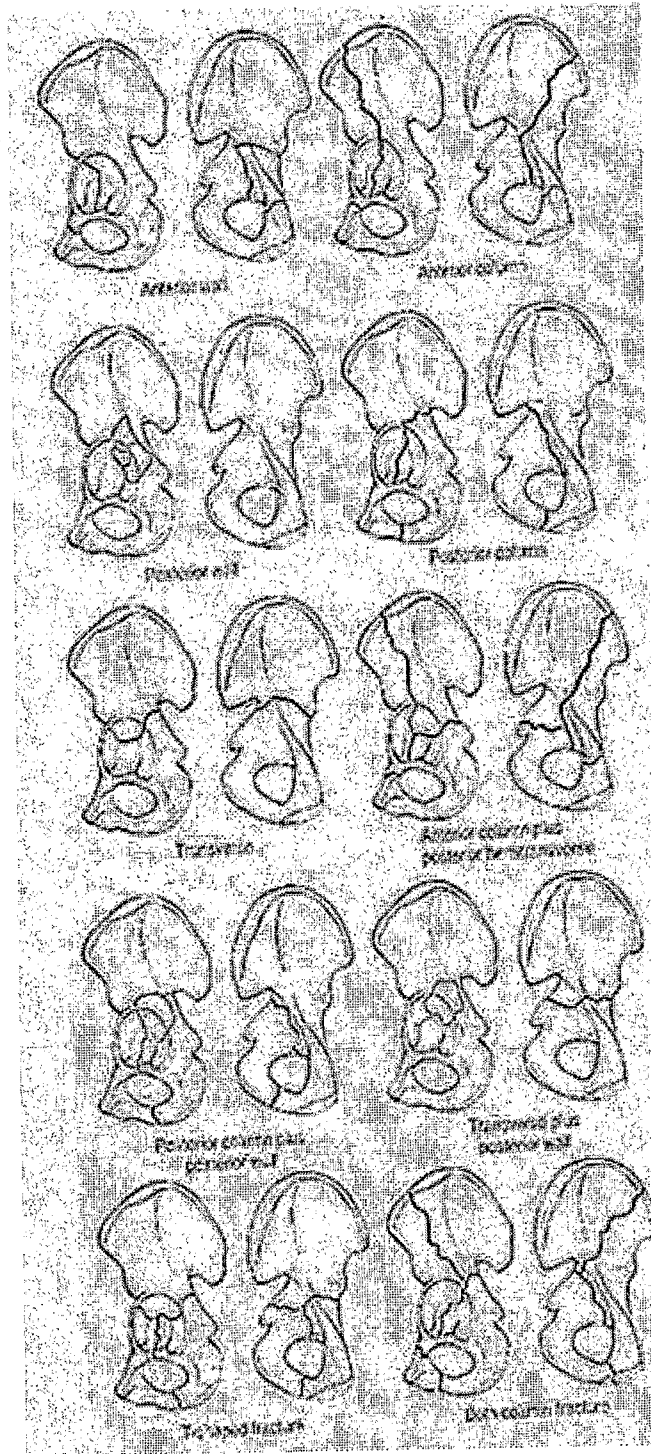 Anterior wall
Anterior column
Posterior wall
Posterior column
Transverse
Anterior column plus
posterior hemitransverse
Posterior column plus
posterior wall
Transverse plus
posterior wall
T-shaped fracture
Both column fracture